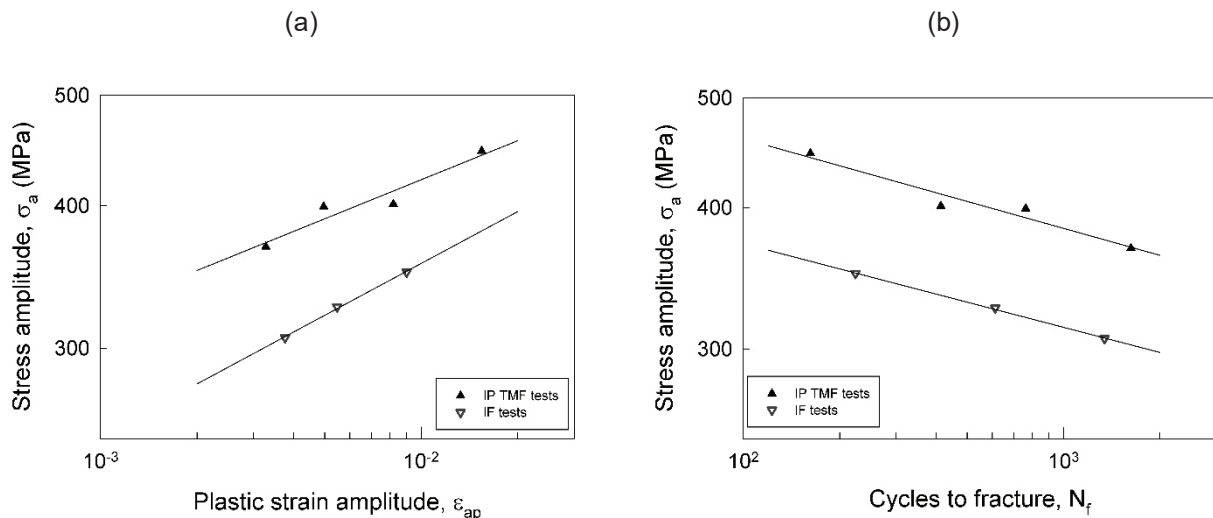 (a)
500
400
300
Stress amplitude, σₐ (MPa)
IP TMF tests
IF tests
10⁻³
10⁻²
Plastic strain amplitude, εₐₚ
(b)
500
400
300
Stress amplitude, σₐ (MPa)
IP TMF tests
IF tests
10²
10³
Cycles to fracture, N_f